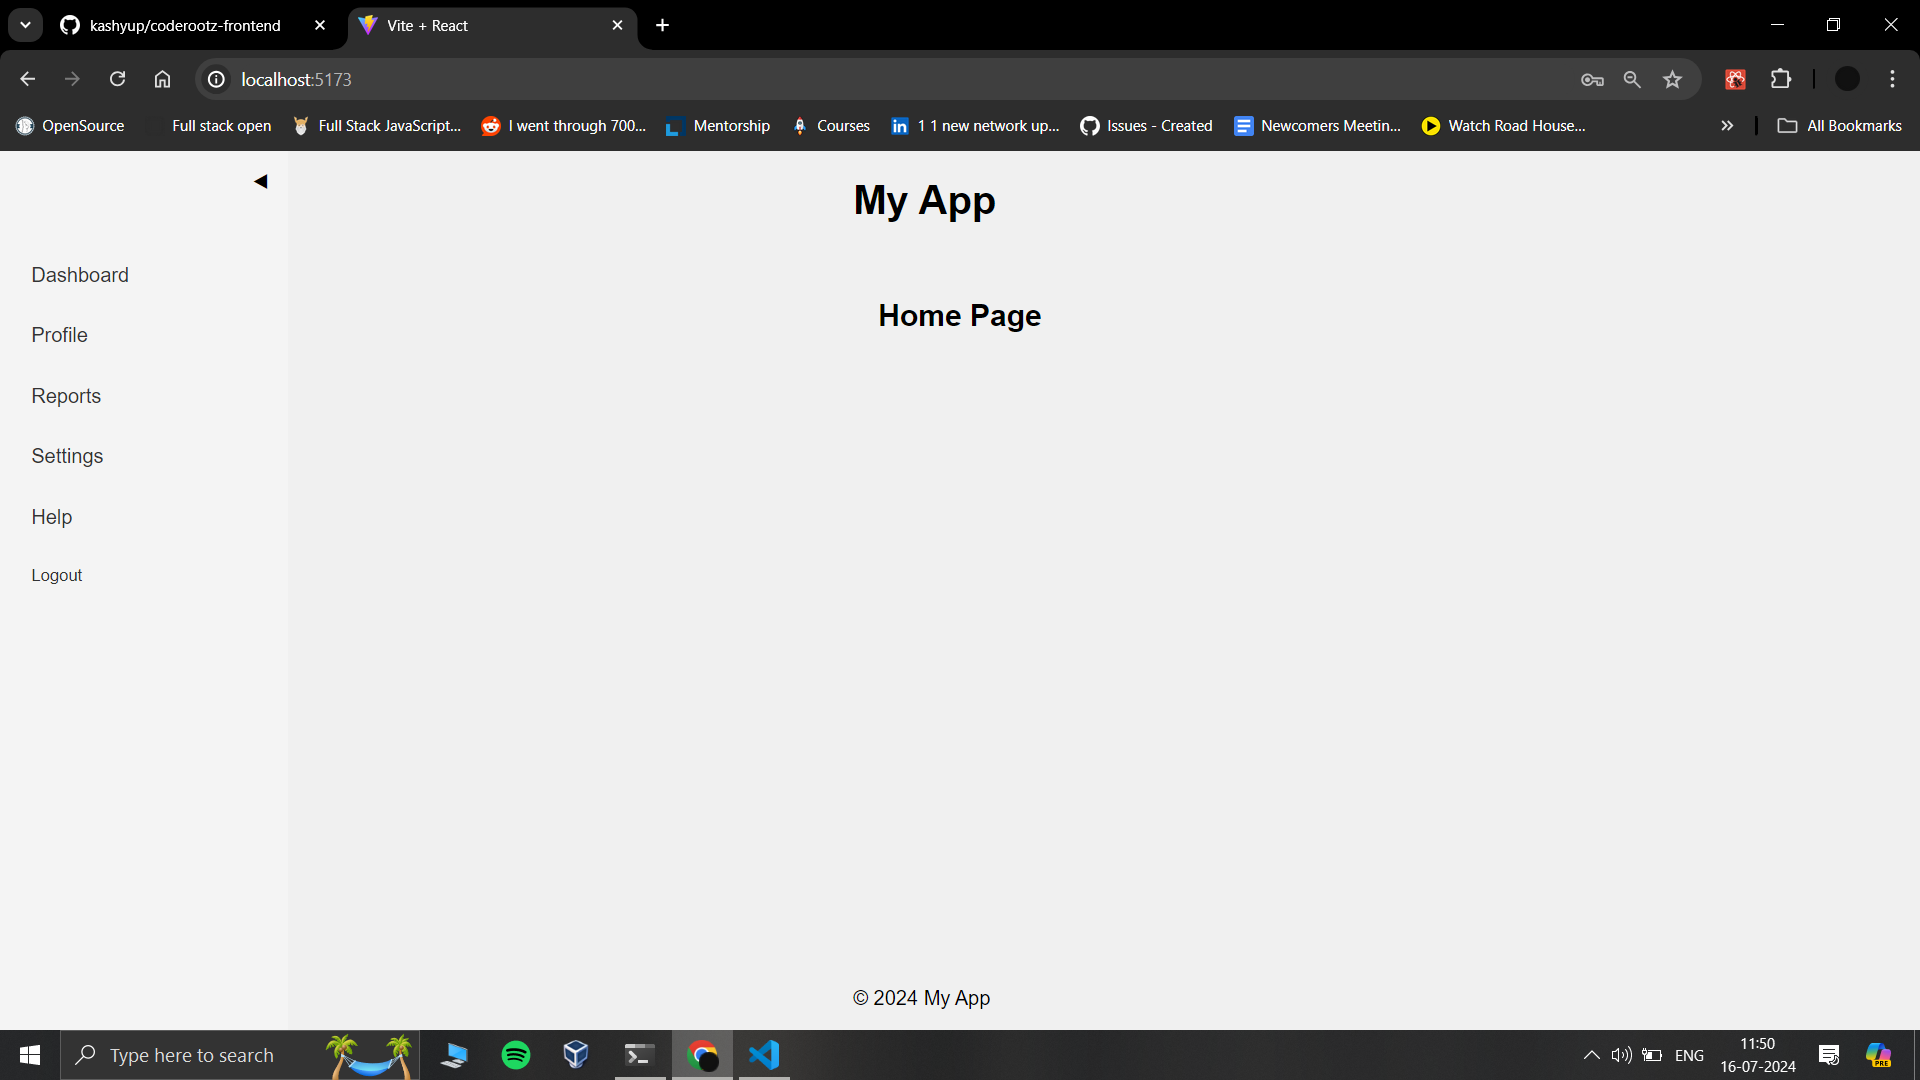 kashyup/coderootz-frontend
Vite + React
localhost:5173
OpenSource
Full stack open
Full Stack JavaScript...
I went through 700...
Mentorship
Courses
1 1 new network up...
Issues - Created
Newcomers Meetin...
Watch Road House...
All Bookmarks
◀
My App
Dashboard
Home Page
Profile
Reports
Settings
Help
Logout
© 2024 My App
Type here to search
ENG
11:50
16-07-2024
PRE